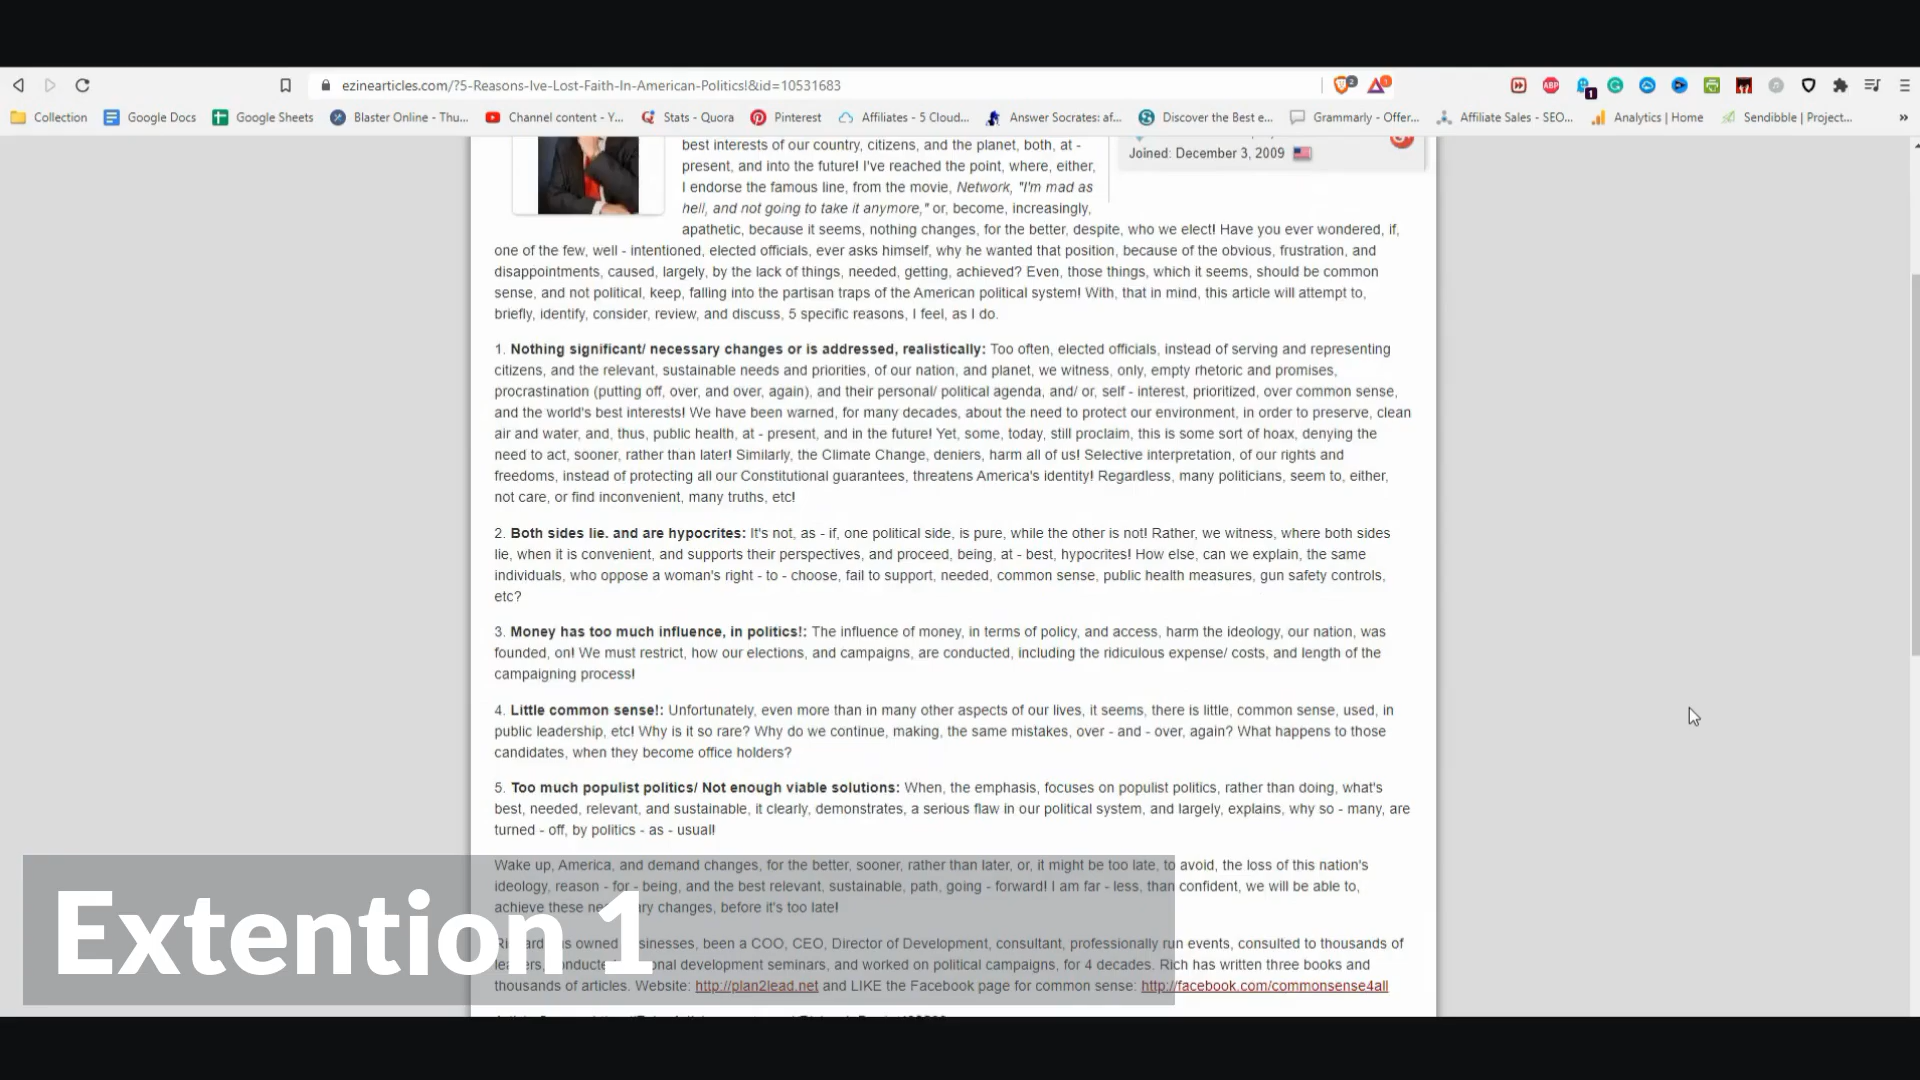 ezinearticles.com/?5-Reasons-Ive-Lost-Faith-In-American-Politics!&id=10531683
2
1
ABP
1
Collection
Google Docs
Google Sheets
Blaster Online - Thu...
Channel content - Y...
Stats - Quora
Pinterest
Affiliates - 5 Cloud...
Answer Socrates: af...
Discover the Best e...
Grammarly - Offer...
Affiliate Sales - SEO...
Analytics | Home
Sendibble | Project...
»
Joined: December 3, 2009
best interests of our country, citizens, and the planet, both, at -
present, and into the future! I've reached the point, where, either,
I endorse the famous line, from the movie, Network, "I'm mad as
hell, and not going to take it anymore," or, become, increasingly,
apathetic, because it seems, nothing changes, for the better, despite, who we elect! Have you ever wondered, if,
one of the few, well - intentioned, elected officials, ever asks himself, why he wanted that position, because of the obvious, frustration, and
disappointments, caused, largely, by the lack of things, needed, getting, achieved? Even, those things, which it seems, should be common
sense, and not political, keep, falling into the partisan traps of the American political system! With, that in mind, this article will attempt to,
briefly, identify, consider, review, and discuss, 5 specific reasons, I feel, as I do.
1. Nothing significant/ necessary changes or is addressed, realistically: Too often, elected officials, instead of serving and representing
citizens, and the relevant, sustainable needs and priorities, of our nation, and planet, we witness, only, empty rhetoric and promises,
procrastination (putting off, over, and over, again), and their personal/ political agenda, and/ or, self - interest, prioritized, over common sense,
and the world's best interests! We have been warned, for many decades, about the need to protect our environment, in order to preserve, clean
air and water, and, thus, public health, at - present, and in the future! Yet, some, today, still proclaim, this is some sort of hoax, denying the
need to act, sooner, rather than later! Similarly, the Climate Change, deniers, harm all of us! Selective interpretation, of our rights and
freedoms, instead of protecting all our Constitutional guarantees, threatens America's identity! Regardless, many politicians, seem to, either,
not care, or find inconvenient, many truths, etc!
2. Both sides lie. and are hypocrites: It's not, as - if, one political side, is pure, while the other is not! Rather, we witness, where both sides
lie, when it is convenient, and supports their perspectives, and proceed, being, at - best, hypocrites! How else, can we explain, the same
individuals, who oppose a woman's right - to - choose, fail to support, needed, common sense, public health measures, gun safety controls,
etc?
3. Money has too much influence, in politics!: The influence of money, in terms of policy, and access, harm the ideology, our nation, was
founded, on! We must restrict, how our elections, and campaigns, are conducted, including the ridiculous expense/ costs, and length of the
campaigning process!
4. Little common sense!: Unfortunately, even more than in many other aspects of our lives, it seems, there is little, common sense, used, in
public leadership, etc! Why is it so rare? Why do we continue, making, the same mistakes, over - and - over, again? What happens to those
candidates, when they become office holders?
5. Too much populist politics/ Not enough viable solutions: When, the emphasis, focuses on populist politics, rather than doing, what's
best, needed, relevant, and sustainable, it clearly, demonstrates, a serious flaw in our political system, and largely, explains, why so - many, are
turned - off, by politics - as - usual!
Wake up, America, and demand changes, for the better, sooner, rather than later, or, it might be too late, to avoid, the loss of this nation's
ideology, reason - for - being, and the best relevant, sustainable, path, going - forward! I am far - less, than confident, we will be able to,
achieve these changes, before it's too late!
owned been a COO, CEO, Director of Development, consultant, professionally run events, consulted to thousands of
development seminars, and worked on political campaigns, for 4 decades. Rich has written three books and
thousands of articles. Website: http://plan2lead.net and LIKE the Facebook page for common sense: http://facebook.com/commonsense4all
Extention 1